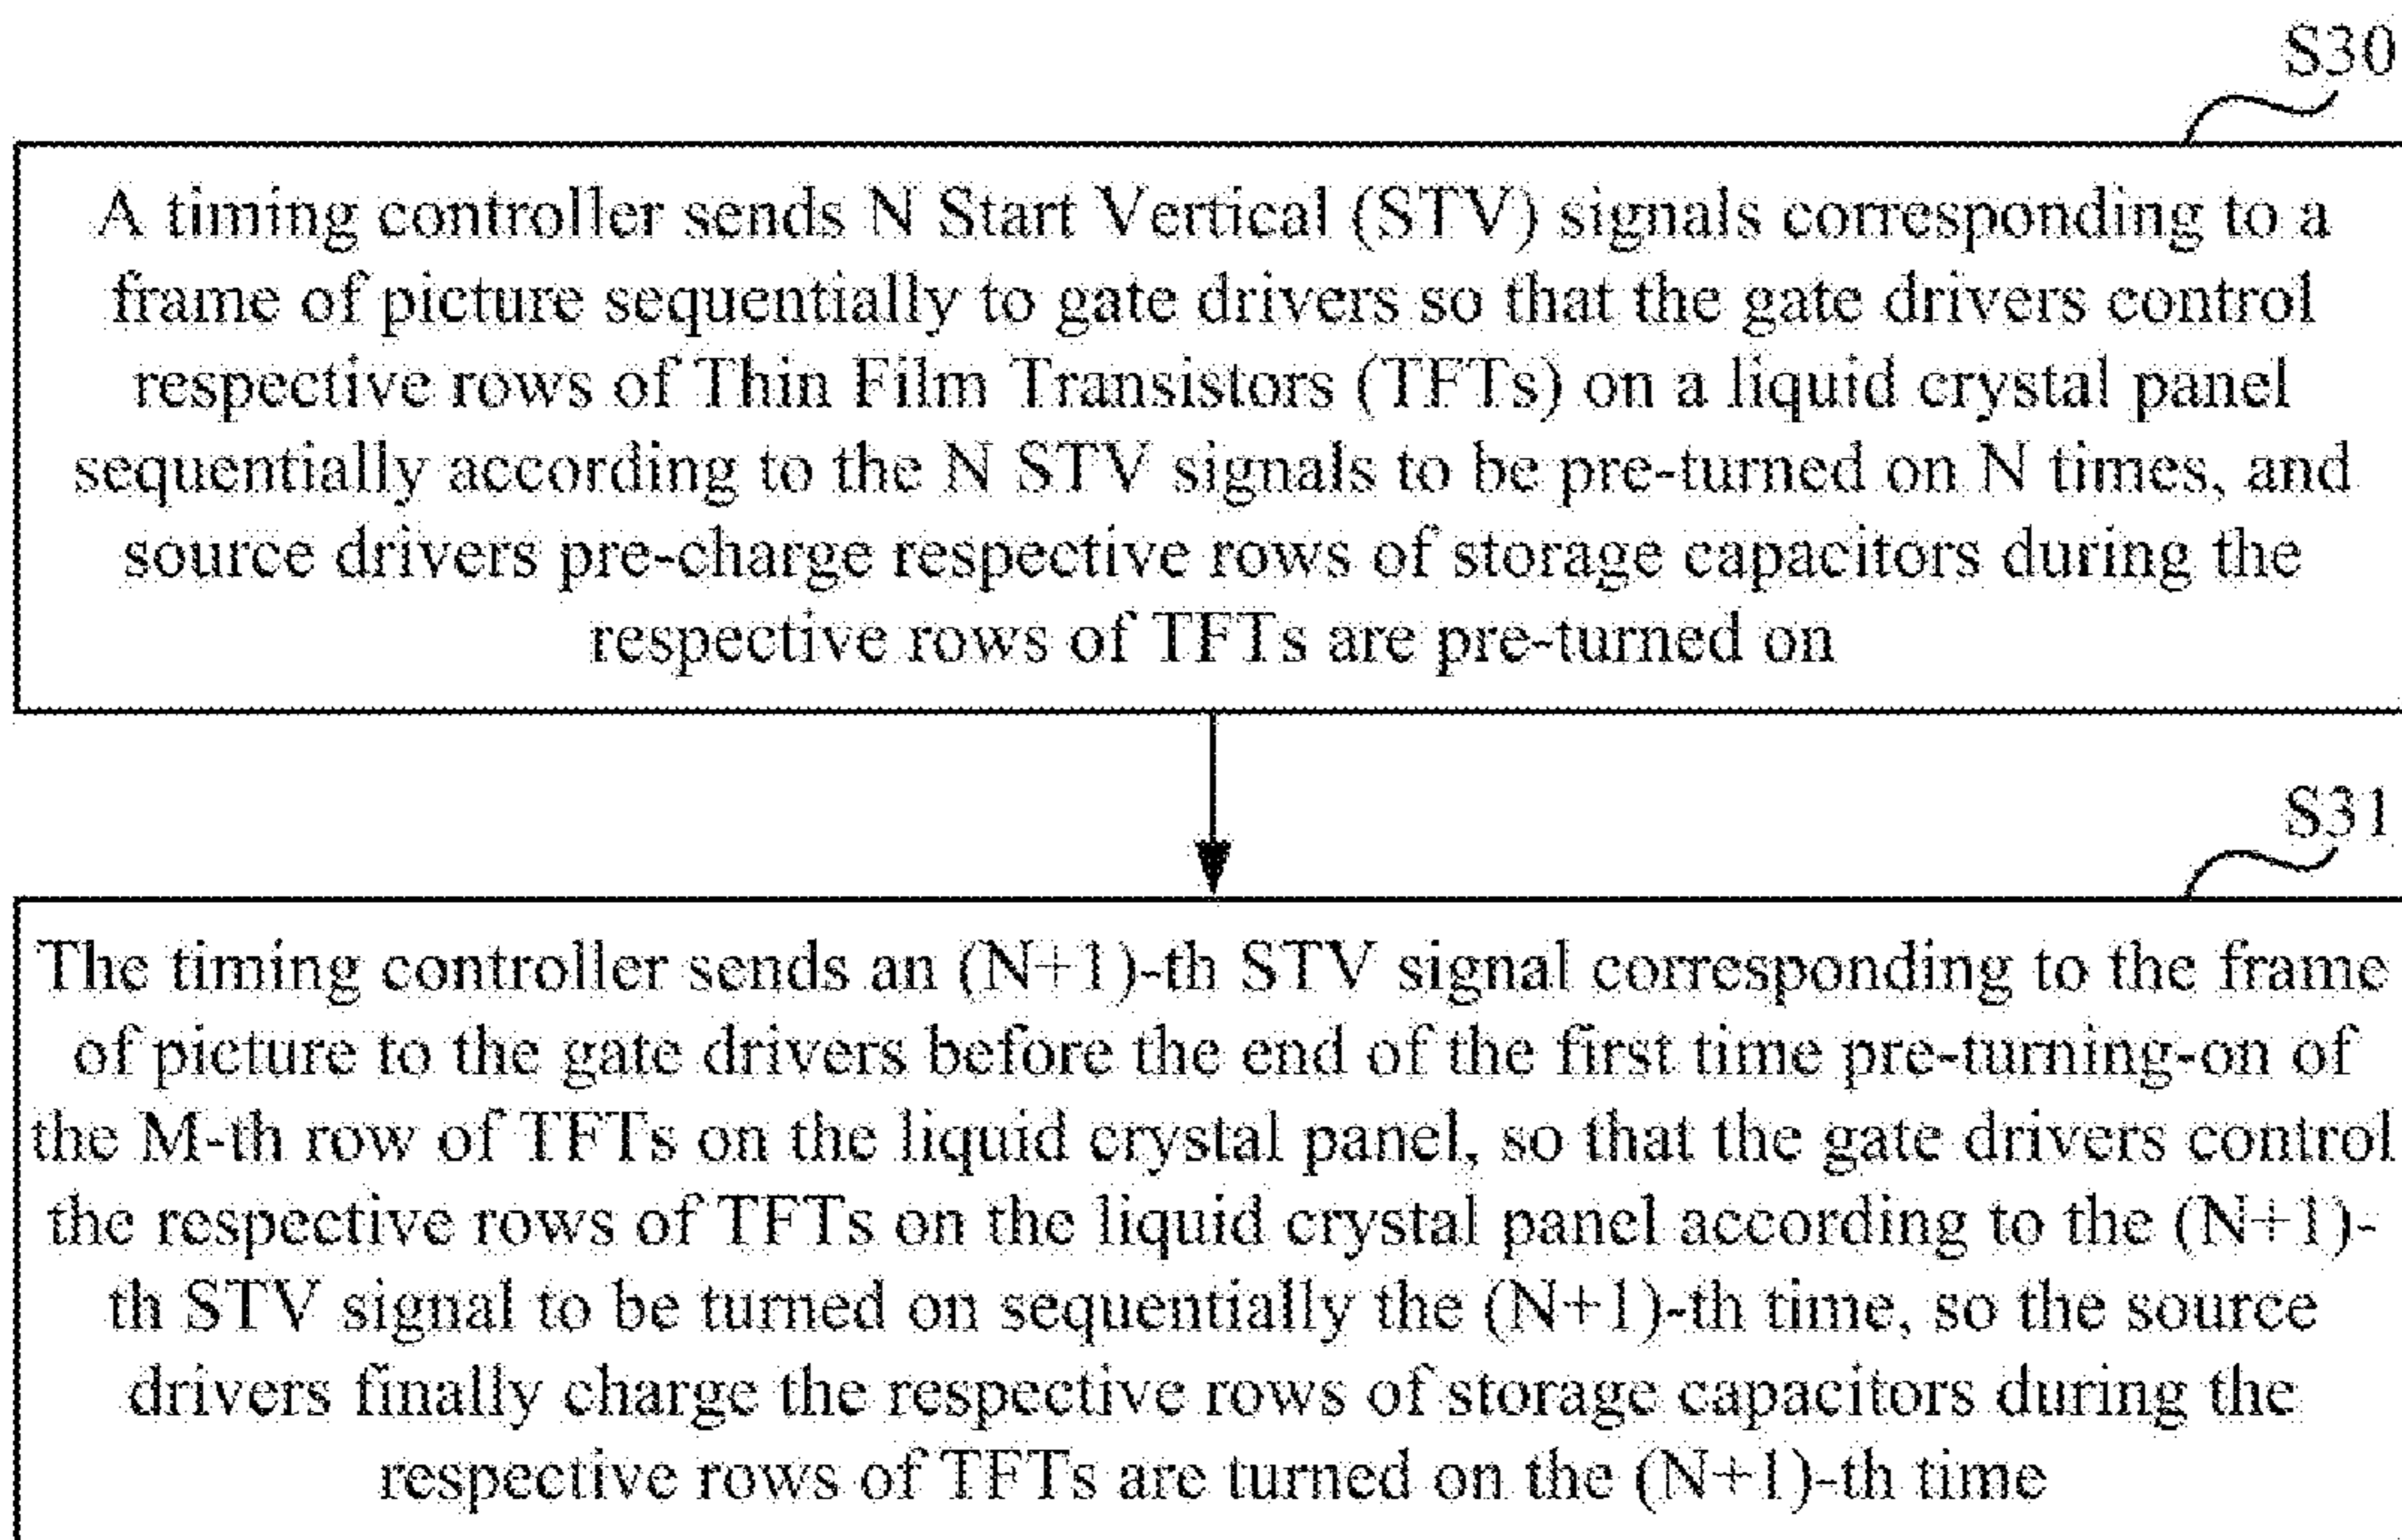 S30
A timing controller sends N Start Vertical (STV) signals corresponding to a
frame of picture sequentially to gate drivers so that the gate drivers control
respective rows of Thin Film Transistors (TFTs) on a liquid crystal panel
sequentially according to the N STV signals to be pre-turned on N times, and
source drivers pre-charge respective rows of storage capacitors during the
respective rows of TFTs are pre-turned on
S31
The timing controller sends an (N+1)-th STV signal corresponding to the frame
of picture to the gate drivers before the end of the first time pre-turning-on of
the M-th row of TFTs on the liquid crystal panel, so that the gate drivers control
the respective rows of TFTs on the liquid crystal panel according to the (N+1)-
th STV signal to be turned on sequentially the (N+1)-th time, so the source
drivers finally charge the respective rows of storage capacitors during the
respective rows of TFTs are turned on the (N+1)-th time